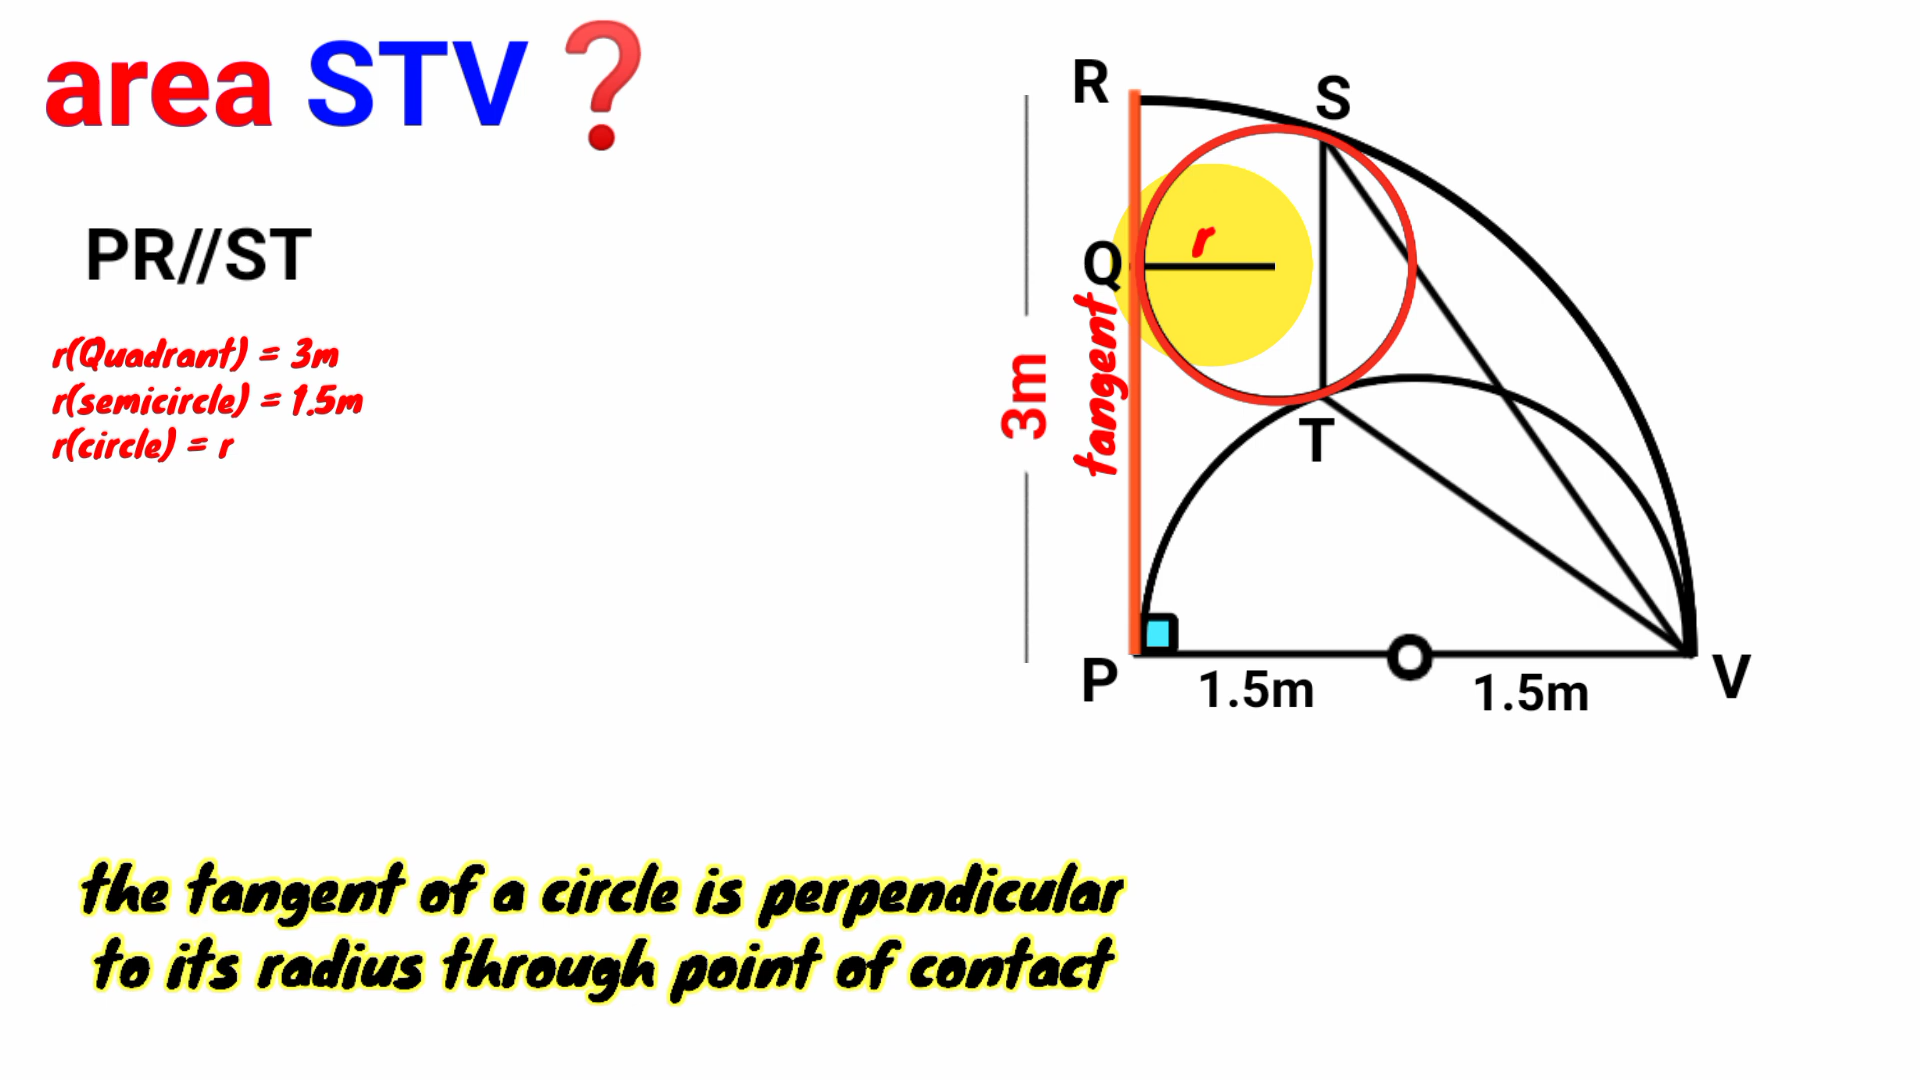 area STV ❓
PR//ST
r(Quadrant) = 3m
r(semicircle) = 1.5m
r(circle) = r
R
S
r
Q
tangent
3m
T
P
1.5m
1.5m
V
the tangent of a circle is perpendicular
to its radius through point of contact